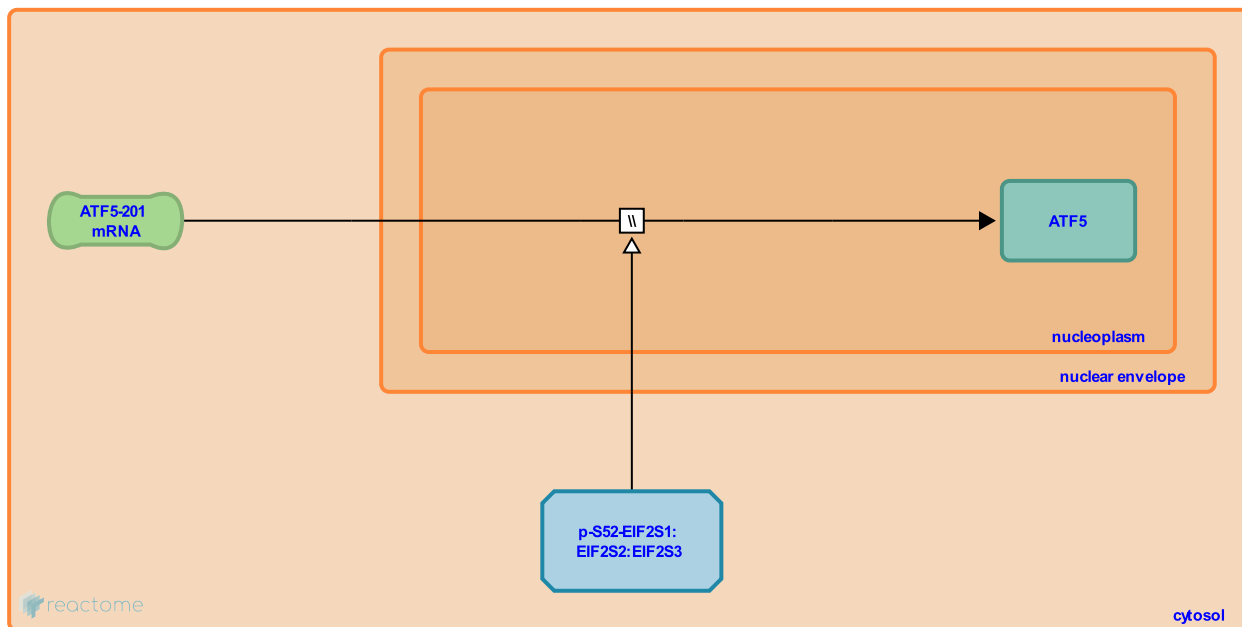 ATF5-201
mRNA
\\
ATF5
nucleoplasm
nuclear envelope
p-S52-EIF2S1:
EIF2S2:EIF2S3
reactome
cytosol